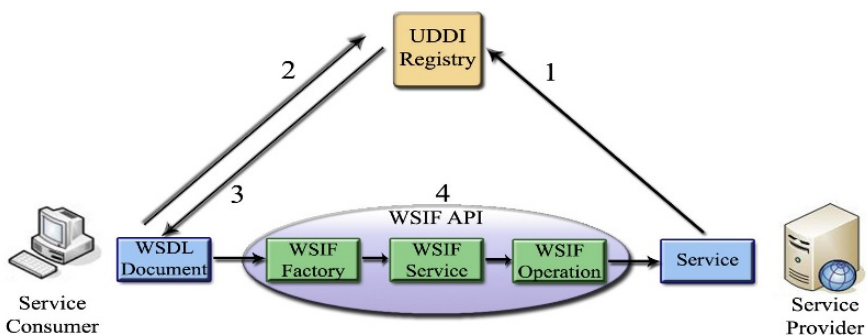 UDDI
Registry
2
1
3
4
WSIF API
WSDL
Document
WSIF
Factory
WSIF
Service
WSIF
Operation
Service
Service
Consumer
Service
Provider